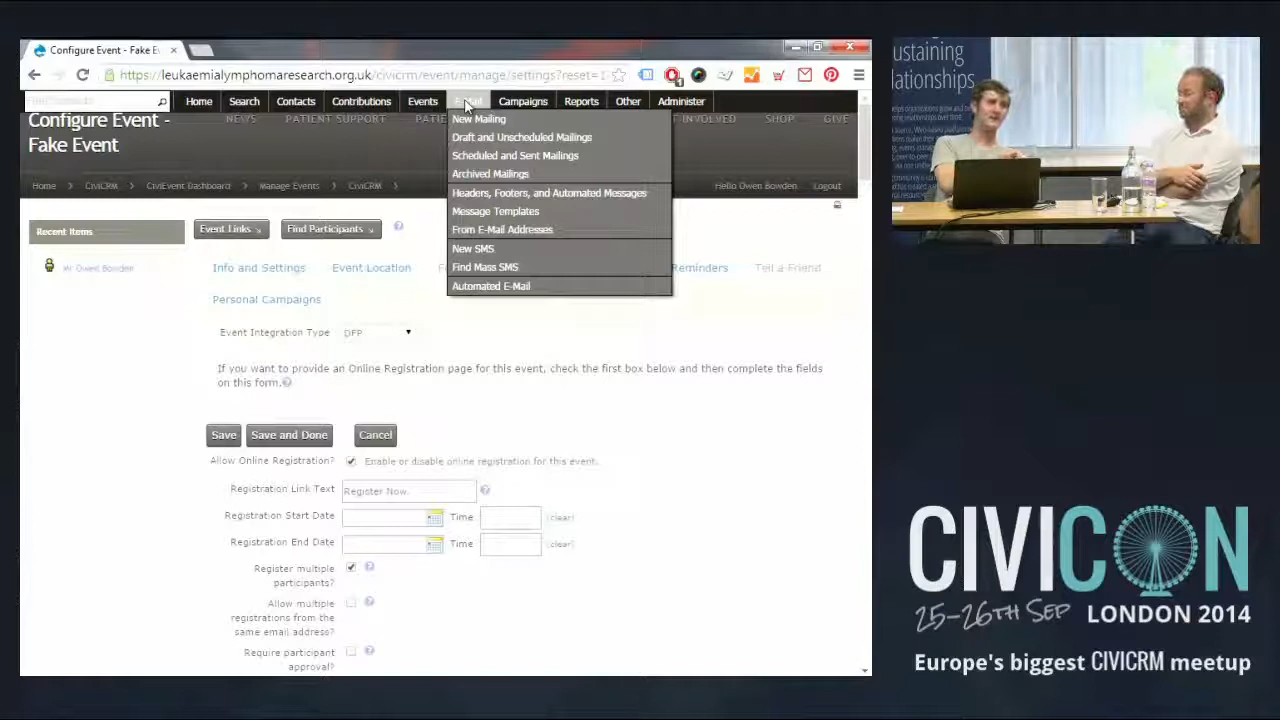 Configure Event - Fake E
https://leukaemialymphomaresearch.org.uk/civicrm/event/manage/settings?reset=1
Home Search Contacts Contributions Events Email Campaigns Reports Other Administer
Configure Event -
Fake Event
NEWS PATIENT SUPPORT PATIE T INVOLVED SHOP GIVE
New Mailing
Draft and Unscheduled Mailings
Scheduled and Sent Mailings
Archived Mailings
Headers, Footers, and Automated Messages
Message Templates
From E-Mail Addresses
New SMS
Find Mass SMS
Automated E-Mail
Home CiviCRM CiviEvent Dashboard Manage Events CiviCRM Hello Owen Bowden Logout
Recent Items
Mr Owen Bowden
Event Links Find Participants
Info and Settings Event Location F Reminders Tell a Friend
Personal Campaigns
Event Integration Type DFP
If you want to provide an Online Registration page for this event, check the first box below and then complete the fields
on this form.
Save Save and Done Cancel
Allow Online Registration? Enable or disable online registration for this event.
Registration Link Text Register Now.
Registration Start Date Time (clear)
Registration End Date Time (clear)
Register multiple
participants?
Allow multiple
registrations from the
same email address?
Require participant
approval?
ustaining
lationships
CIVICON
25-26TH SEP LONDON 2014
Europe's biggest CIVICRM meetup